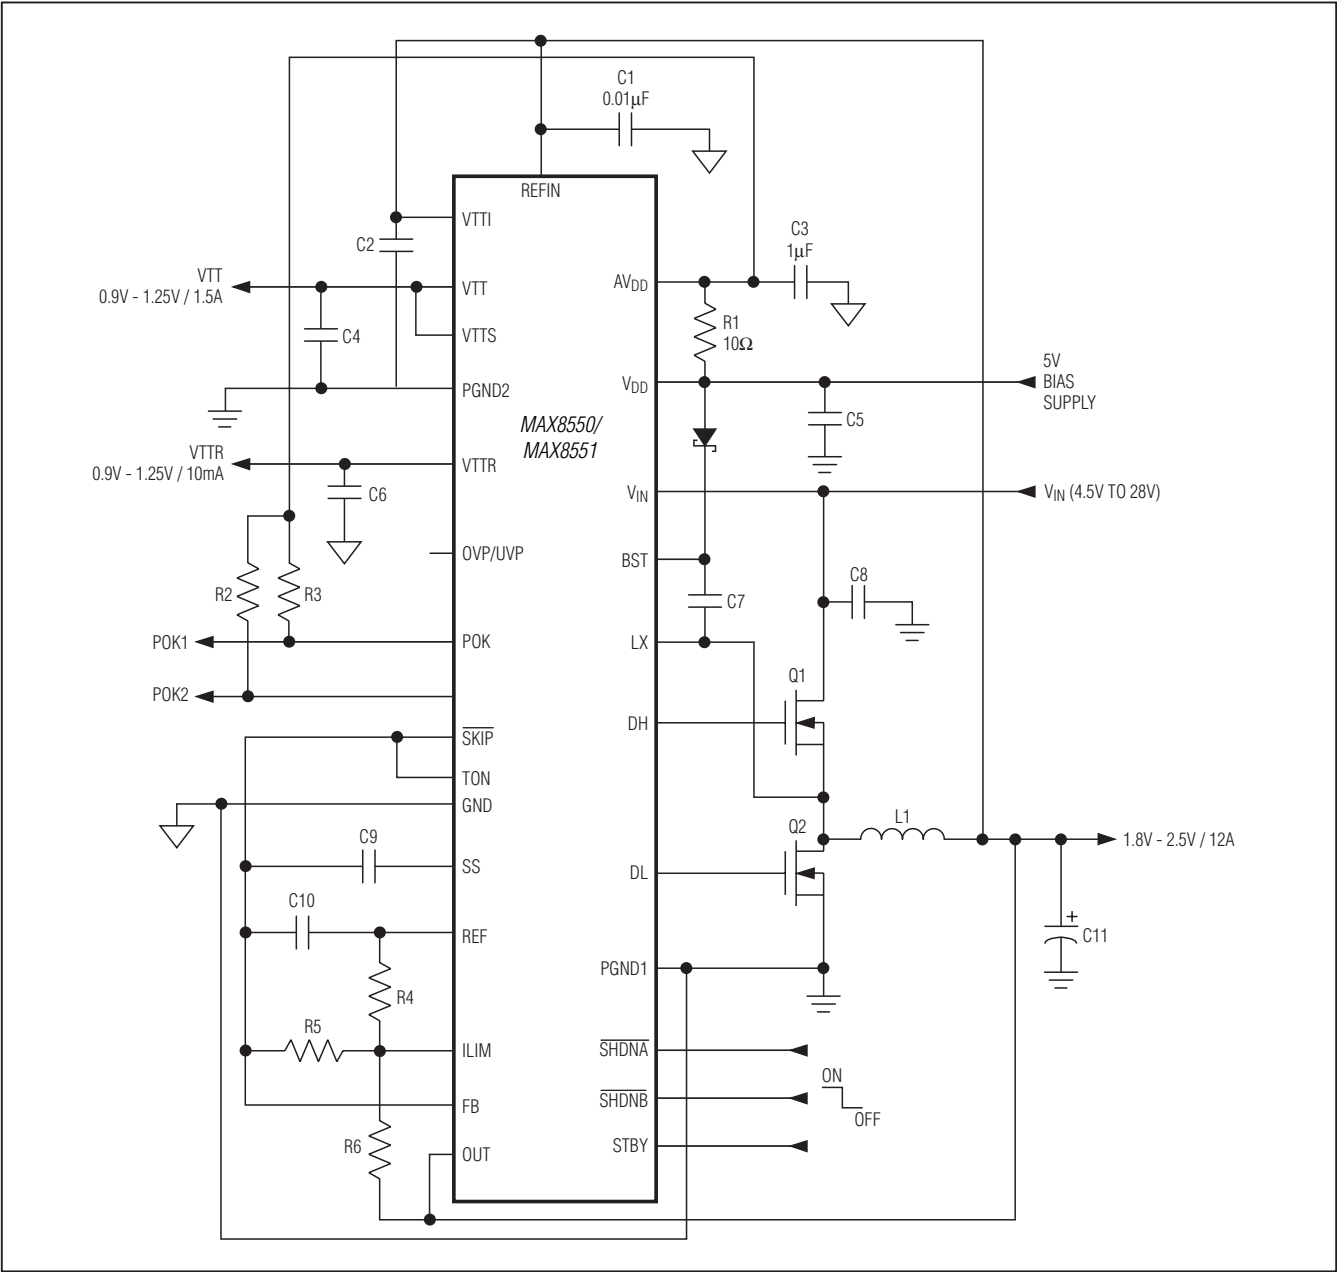 C1
0.01µF
REFIN
VTTI
C2
C3
1µF
VTT
0.9V - 1.25V / 1.5A
VTT
AVDD
R1
10Ω
C4
VTTS
5V
BIAS
SUPPLY
VDD
PGND2
C5
MAX8550/
MAX8551
VTTR
0.9V - 1.25V / 10mA
VTTR
C6
VIN
VIN (4.5V TO 28V)
OVP/UVP
BST
R2
R3
C7
C8
POK1
POK
LX
POK2
Q1
DH
SKIP
TON
GND
C9
SS
Q2
L1
1.8V - 2.5V / 12A
DL
C10
REF
+
C11
R4
PGND1
R5
ILIM
SHDNA
ON
OFF
SHDNB
FB
R6
OUT
STBY